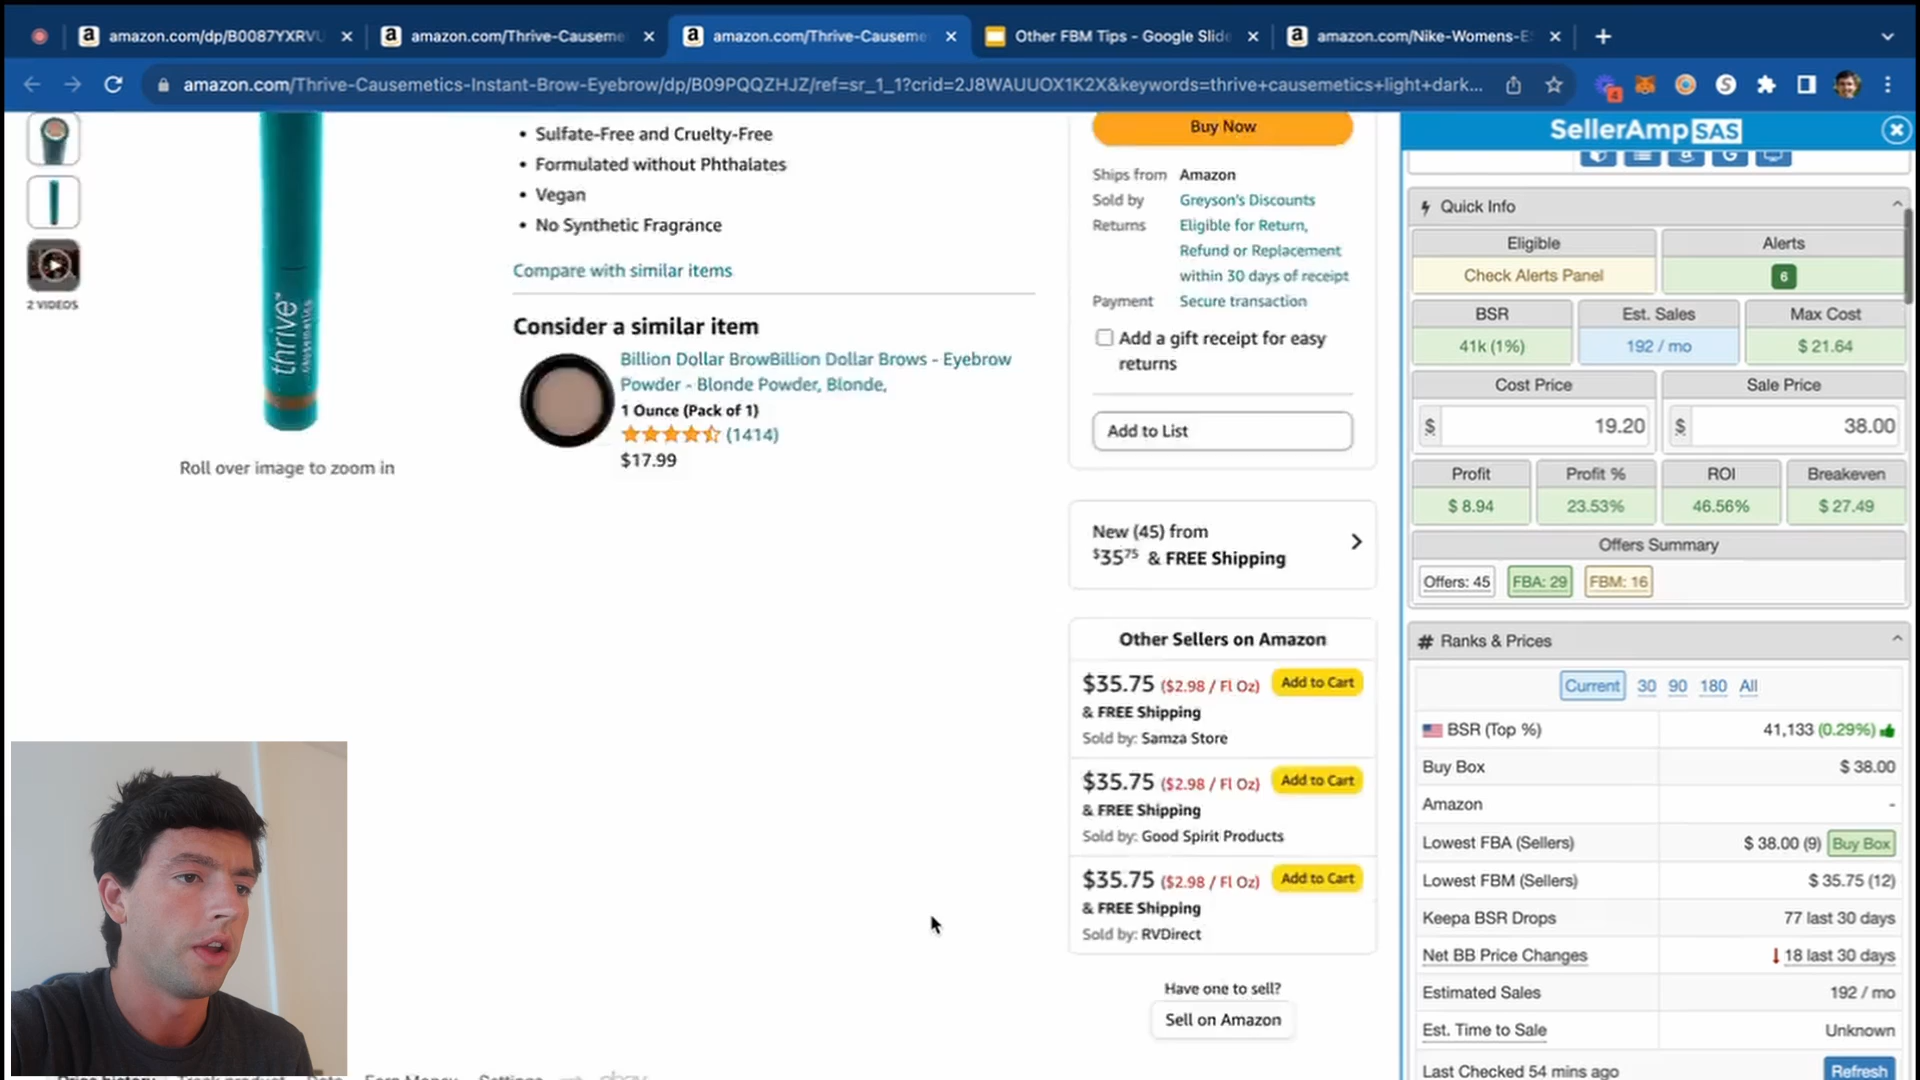 amazon.com/dp/B0087YXRVU
amazon.com/Thrive-Causeme
amazon.com/Thrive-Causeme
Other FBM Tips - Google Slide
amazon.com/Nike-Womens-E
amazon.com/Thrive-Causemetics-Instant-Brow-Eyebrow/dp/B09PQQZHJZ/ref=sr_1_1?crid=2J8WAUUOX1K2X&keywords=thrive+causemetics+light+dark...
4
2 VIDEOS
thrive
causemetics
Roll over image to zoom in
• Sulfate-Free and Cruelty-Free
• Formulated without Phthalates
• Vegan
• No Synthetic Fragrance
Compare with similar items
Consider a similar item
Billion Dollar BrowBillion Dollar Brows - Eyebrow
Powder - Blonde Powder, Blonde,
1 Ounce (Pack of 1)
(1414)
$17.99
Buy Now
Ships from Amazon
Sold by Greyson's Discounts
Returns Eligible for Return,
Refund or Replacement
within 30 days of receipt
Payment Secure transaction
Add a gift receipt for easy
returns
Add to List
New (45) from
$35.75 & FREE Shipping
Other Sellers on Amazon
$35.75 ($2.98 / Fl Oz) Add to Cart
& FREE Shipping
Sold by: Samza Store
$35.75 ($2.98 / Fl Oz) Add to Cart
& FREE Shipping
Sold by: Good Spirit Products
$35.75 ($2.98 / Fl Oz) Add to Cart
& FREE Shipping
Sold by: RVDirect
Have one to sell?
Sell on Amazon
SellerAmp SAS
Quick Info
Eligible Alerts
Check Alerts Panel 6
BSR Est. Sales Max Cost
41k (1%) 192 / mo $ 21.64
Cost Price Sale Price
$ 19.20 $ 38.00
Profit Profit % ROI Breakeven
$ 8.94 23.53% 46.56% $ 27.49
Offers Summary
Offers: 45 FBA: 29 FBM: 16
# Ranks & Prices
Current 30 90 180 All
BSR (Top %) 41,133 (0.29%)
Buy Box $ 38.00
Amazon -
Lowest FBA (Sellers) $ 38.00 (9) Buy Box
Lowest FBM (Sellers) $ 35.75 (12)
Keepa BSR Drops 77 last 30 days
Net BB Price Changes 18 last 30 days
Estimated Sales 192 / mo
Est. Time to Sale Unknown
Last Checked 54 mins ago Refresh
Price history Track product Data Earn Money Settings ebay